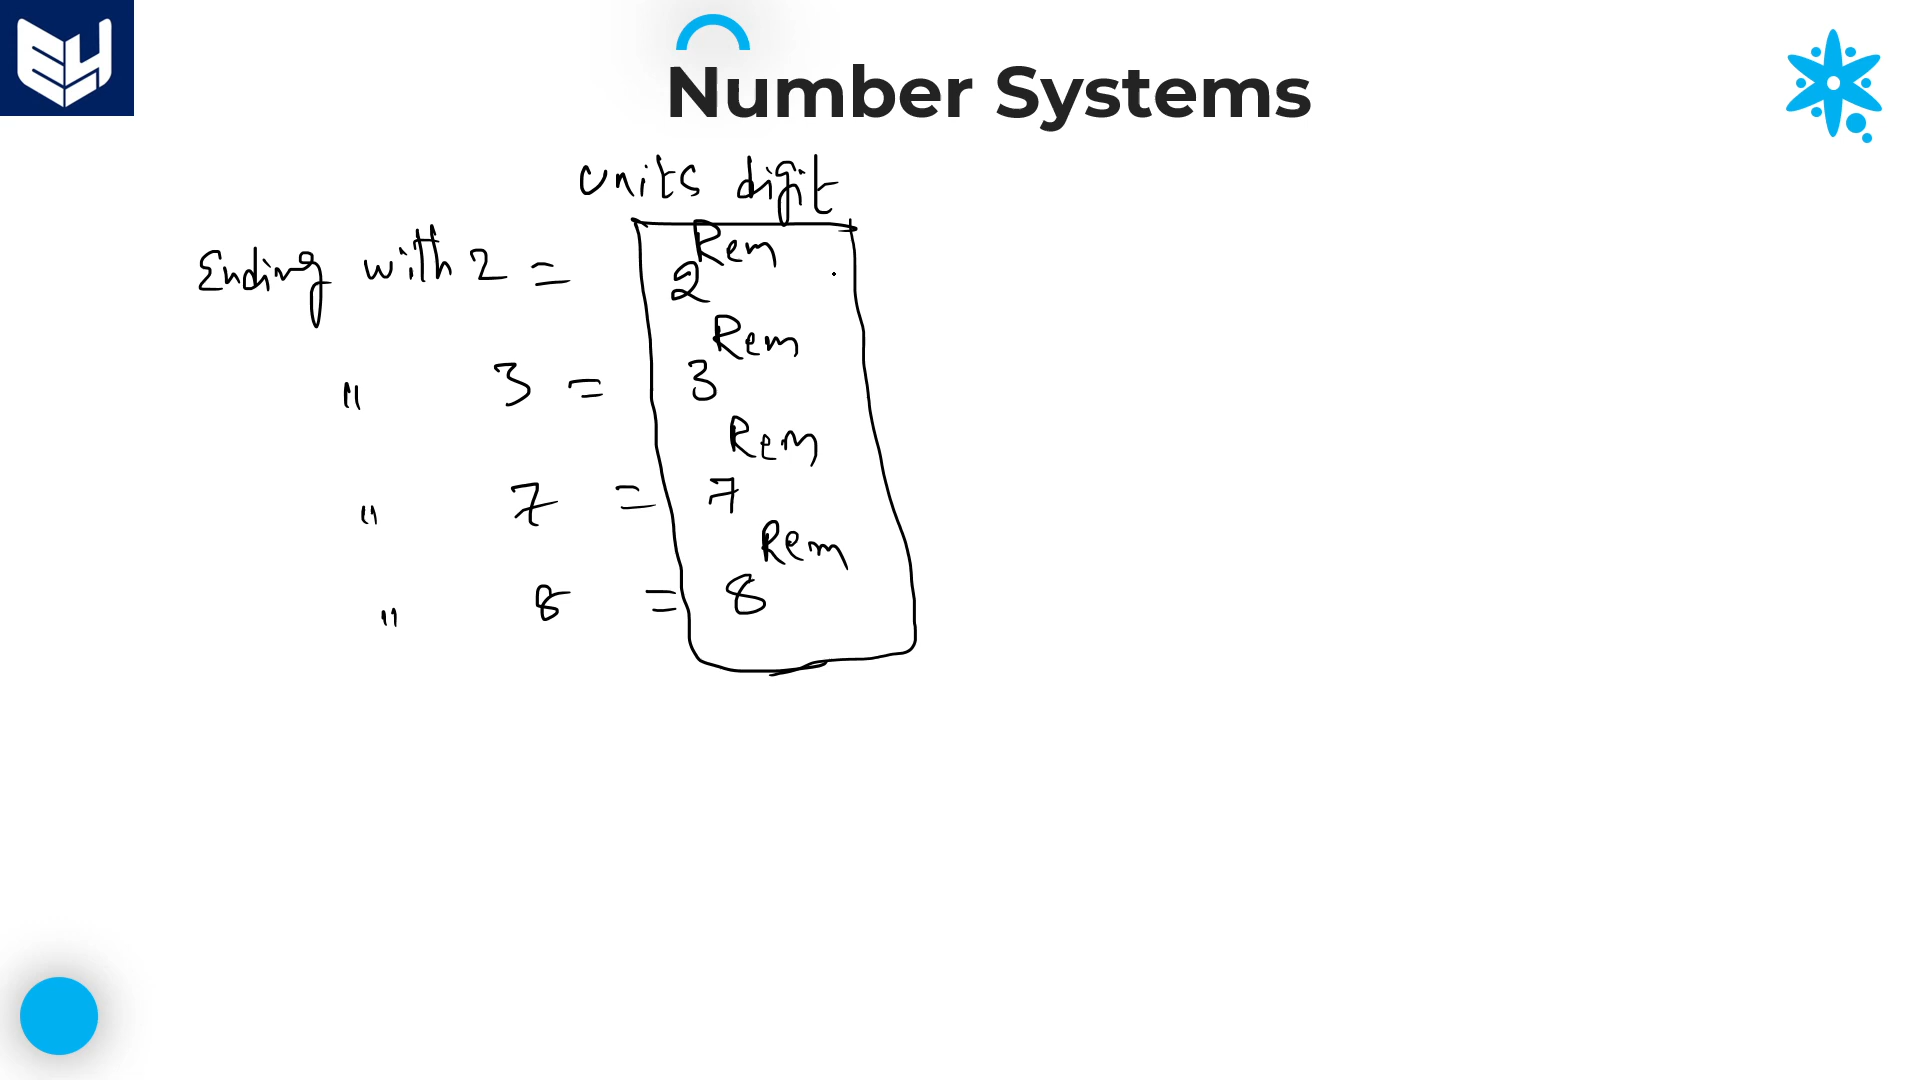 Number Systems
units digit
Ending with 2 = 2^Rem
" 3 = 3^Rem
" 7 = 7^Rem
" 8 = 8^Rem